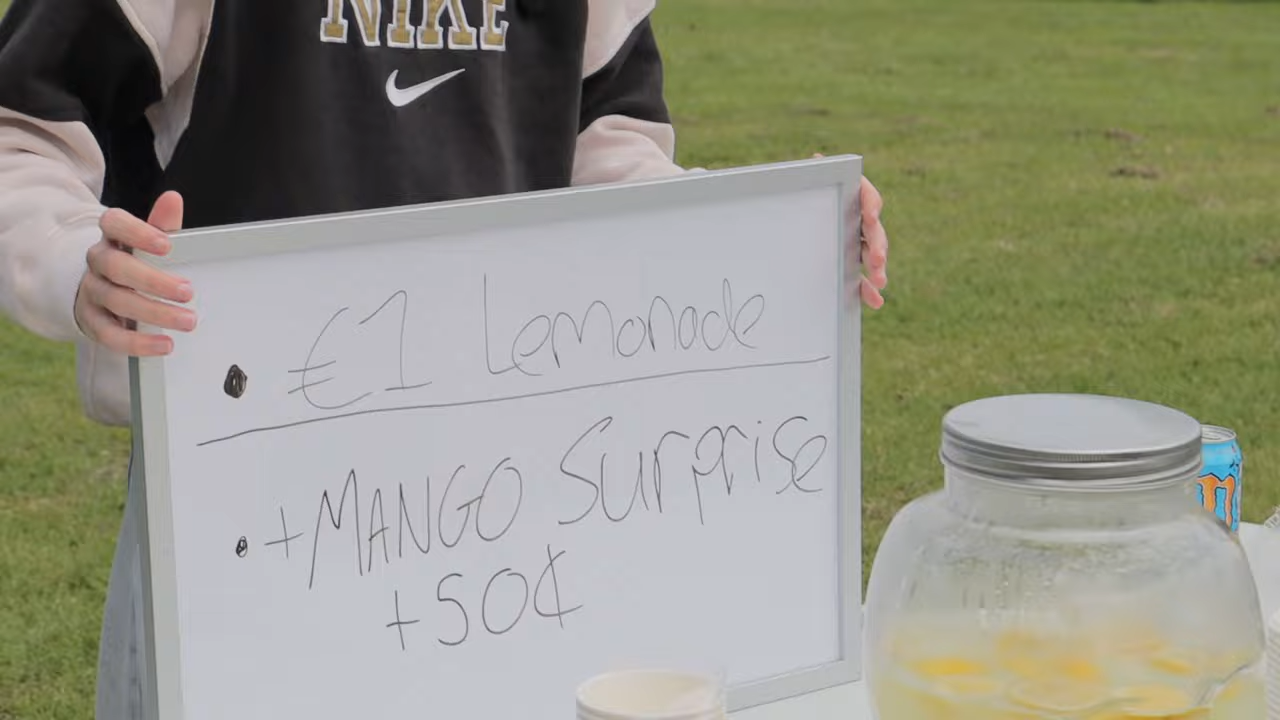 NIKE
• €1 Lemonade
• + MANGO Surprise
+50¢